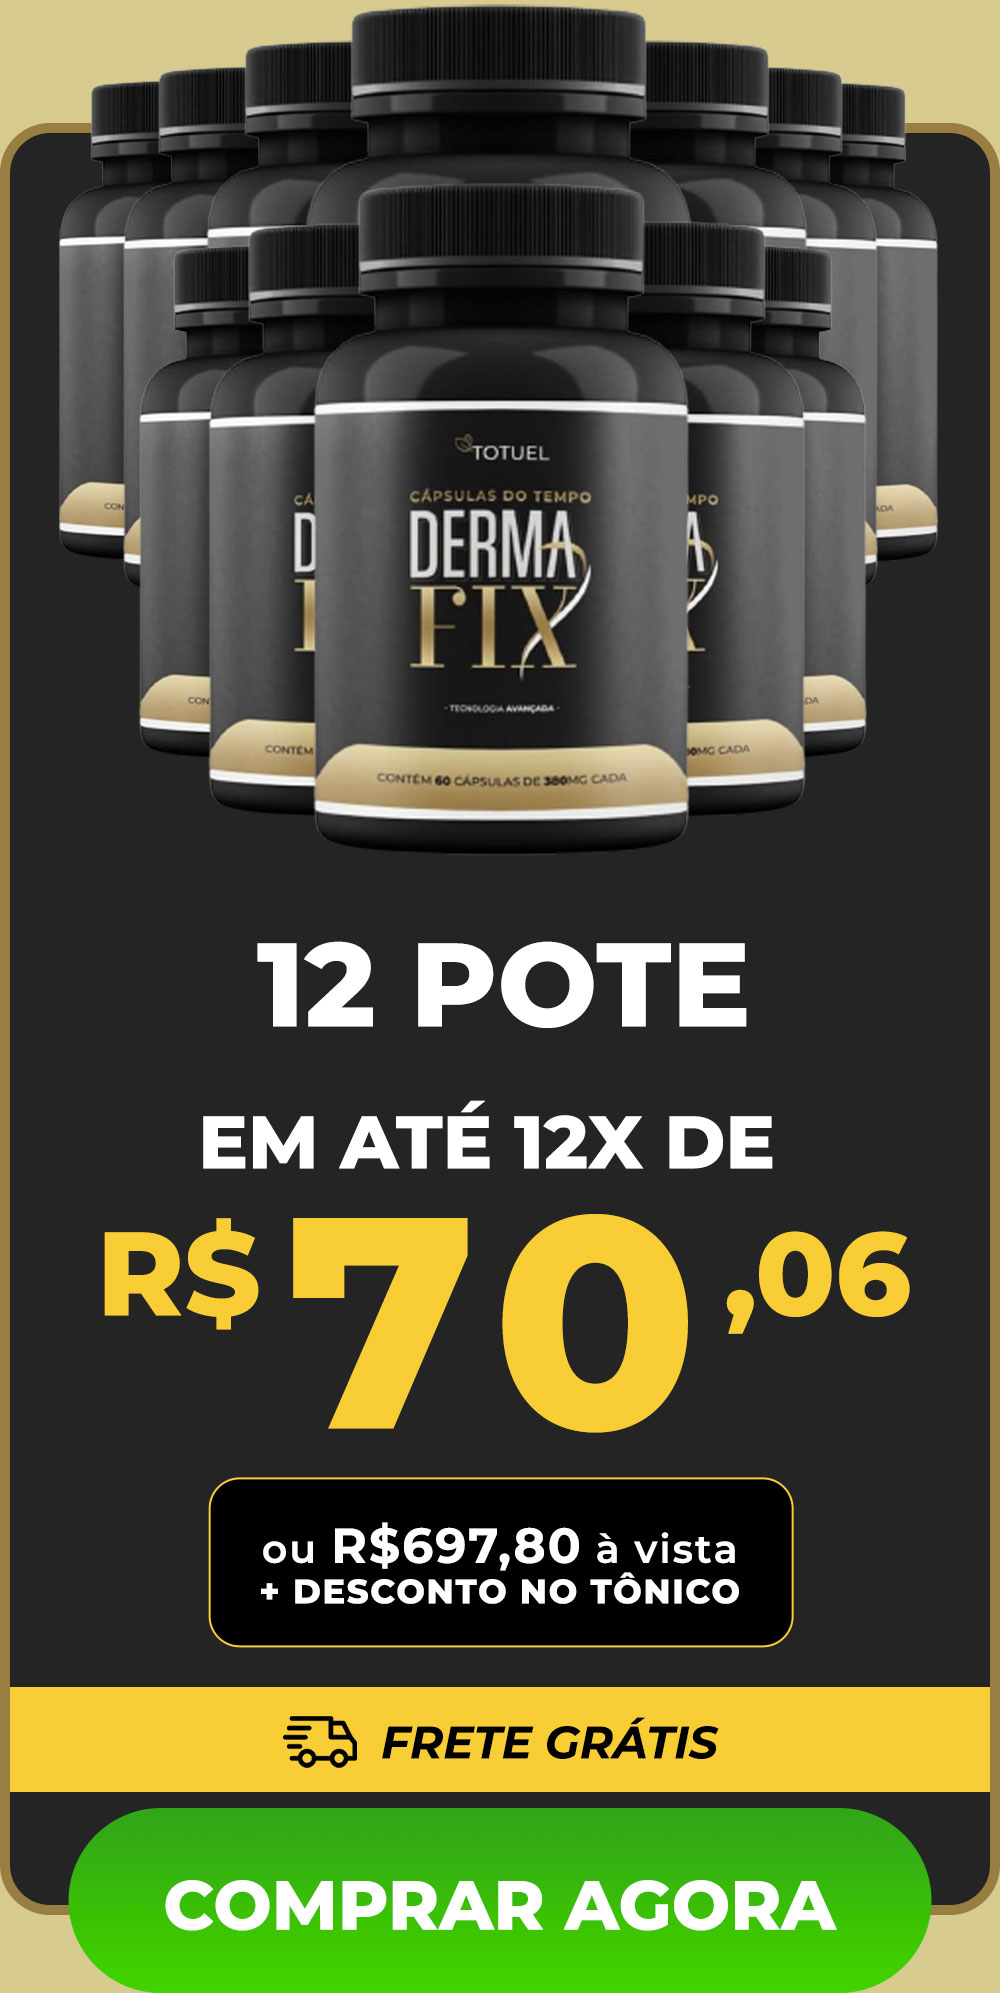 TOTUEL
CÁPSULAS DO TEMPO
DERMA
FIX
- TECNOLOGIA AVANÇADA -
CONTÉM 60 CÁPSULAS DE 380MG CADA
12 POTE
EM ATÉ 12X DE
R$70,06
ou R$697,80 à vista
+ DESCONTO NO TÔNICO
FRETE GRÁTIS
COMPRAR AGORA